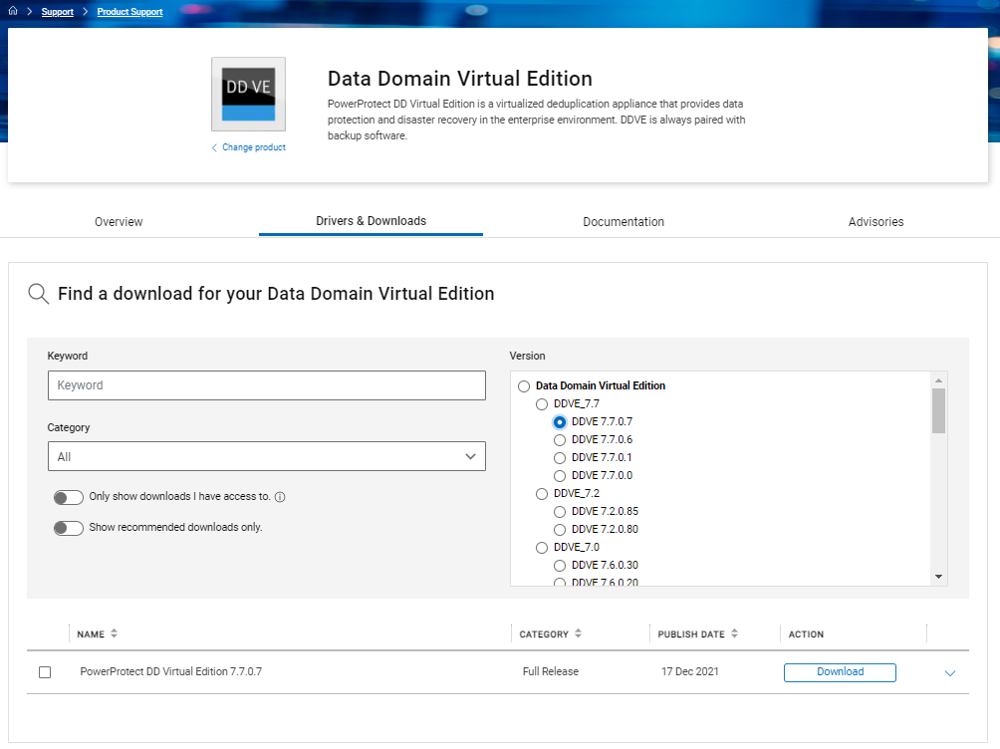 Support
Product Support
DD VE
Change product
Data Domain Virtual Edition
PowerProtect DD Virtual Edition is a virtualized deduplication appliance that provides data
protection and disaster recovery in the enterprise environment. DDVE is always paired with
backup software.
Overview
Drivers & Downloads
Documentation
Advisories
Find a download for your Data Domain Virtual Edition
Keyword
Keyword
Category
All
Only show downloads I have access to.
Show recommended downloads only.
Version
Data Domain Virtual Edition
DDVE_7.7
DDVE 7.7.0.7
DDVE 7.7.0.6
DDVE 7.7.0.1
DDVE 7.7.0.0
DDVE_7.2
DDVE 7.2.0.85
DDVE 7.2.0.80
DDVE_7.0
DDVE 7.6.0.30
DDVE 7.6.0.20
NAME CATEGORY PUBLISH DATE ACTION
PowerProtect DD Virtual Edition 7.7.0.7 Full Release 17 Dec 2021 Download